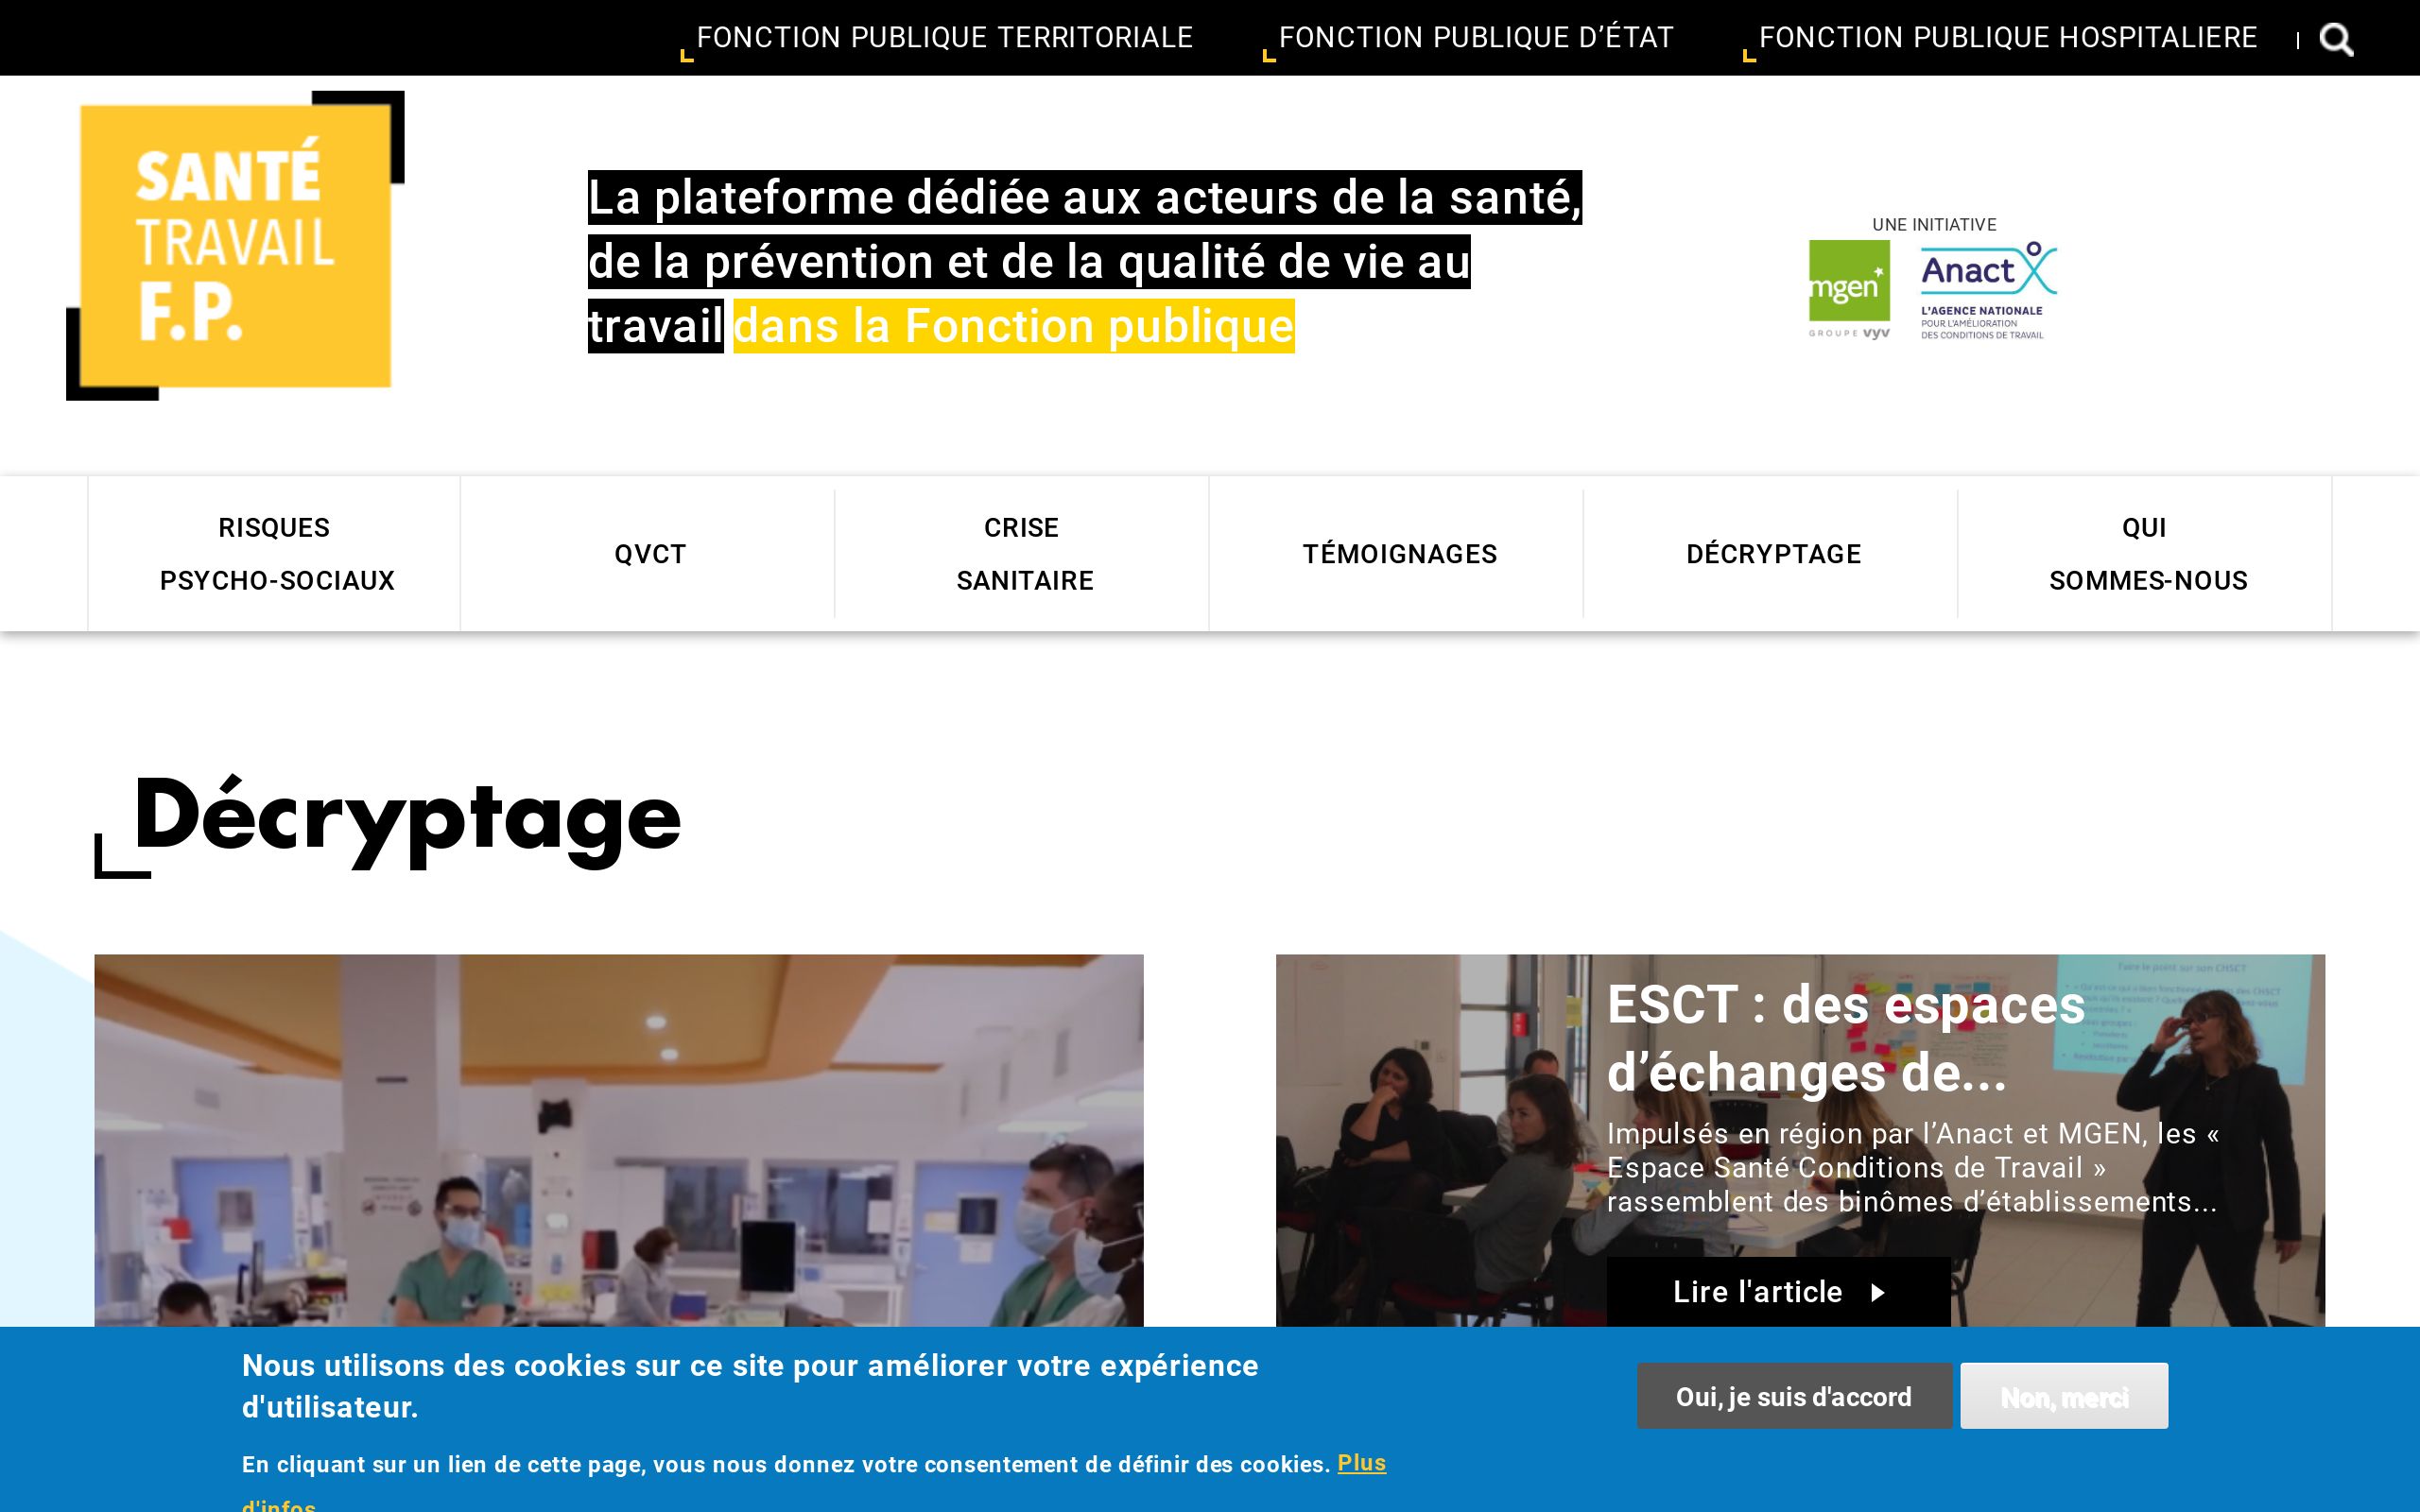 FONCTION PUBLIQUE TERRITORIALE
FONCTION PUBLIQUE D’ÉTAT
FONCTION PUBLIQUE HOSPITALIERE
SANTÉ
TRAVAIL
F.P.
La plateforme dédiée aux acteurs de la santé,
de la prévention et de la qualité de vie au
travail dans la Fonction publique
UNE INITIATIVE
mgen
GROUPE vyv
Anact
L'AGENCE NATIONALE
POUR L'AMÉLIORATION
DES CONDITIONS DE TRAVAIL
RISQUES
PSYCHO-SOCIAUX
QVCT
CRISE
SANITAIRE
TÉMOIGNAGES
DÉCRYPTAGE
QUI
SOMMES-NOUS
Décryptage
Faire le point sur son CHSCT
ESCT : des espaces
d’échanges de...
Impulsés en région par l’Anact et MGEN, les «
Espace Santé Conditions de Travail »
rassemblent des binômes d’établissements...
Lire l'article
Nous utilisons des cookies sur ce site pour améliorer votre expérience
d'utilisateur.
En cliquant sur un lien de cette page, vous nous donnez votre consentement de définir des cookies. Plus
d'infos
Oui, je suis d'accord
Non, merci